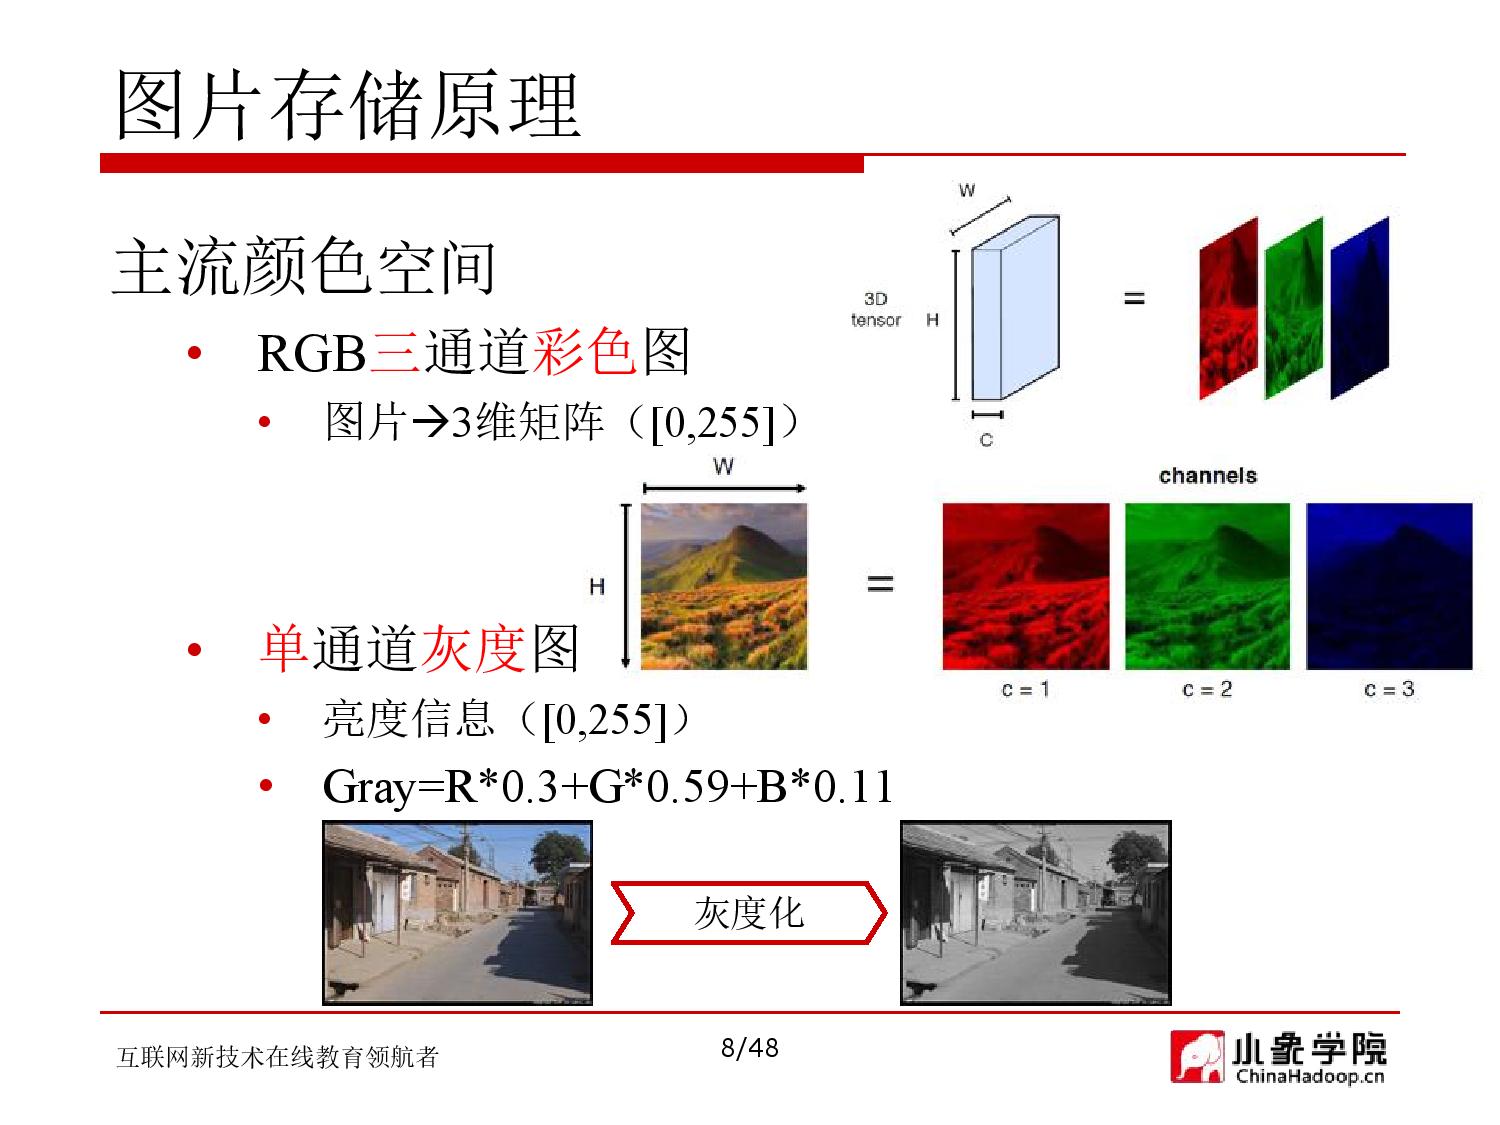 图片存储原理
主流颜色空间
• RGB三通道彩色图
• 图片→3维矩阵（[0,255]）
W
3D
tensor
H
=
C
W
H
=
channels
c = 1
c = 2
c = 3
• 单通道灰度图
• 亮度信息（[0,255]）
• Gray=R*0.3+G*0.59+B*0.11
灰度化
互联网新技术在线教育领航者
8/48
小象学院
ChinaHadoop.cn